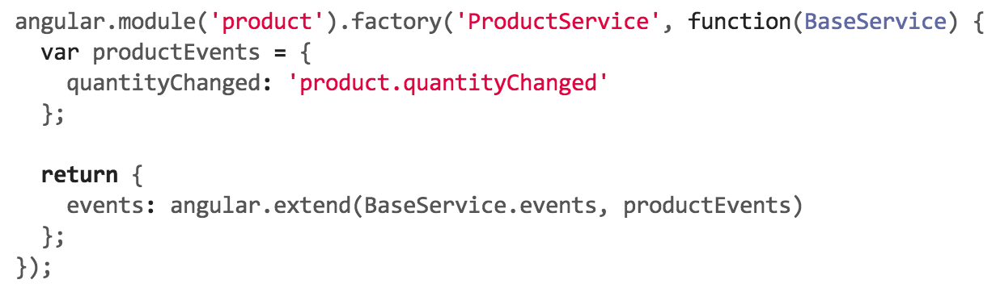 angular.module('product').factory('ProductService', function(BaseService) {
  var productEvents = {
    quantityChanged: 'product.quantityChanged'
  };

  return {
    events: angular.extend(BaseService.events, productEvents)
  };
});